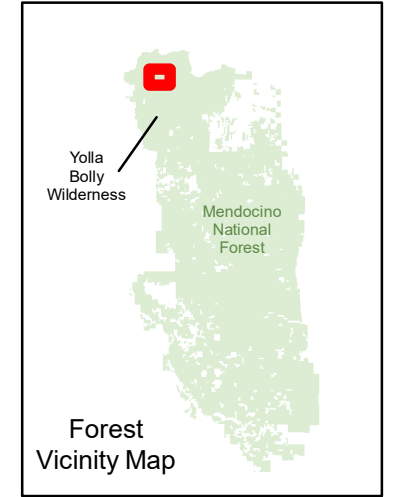 Yolla
Bolly
Wilderness
Mendocino
National
Forest
Forest
Vicinity Map